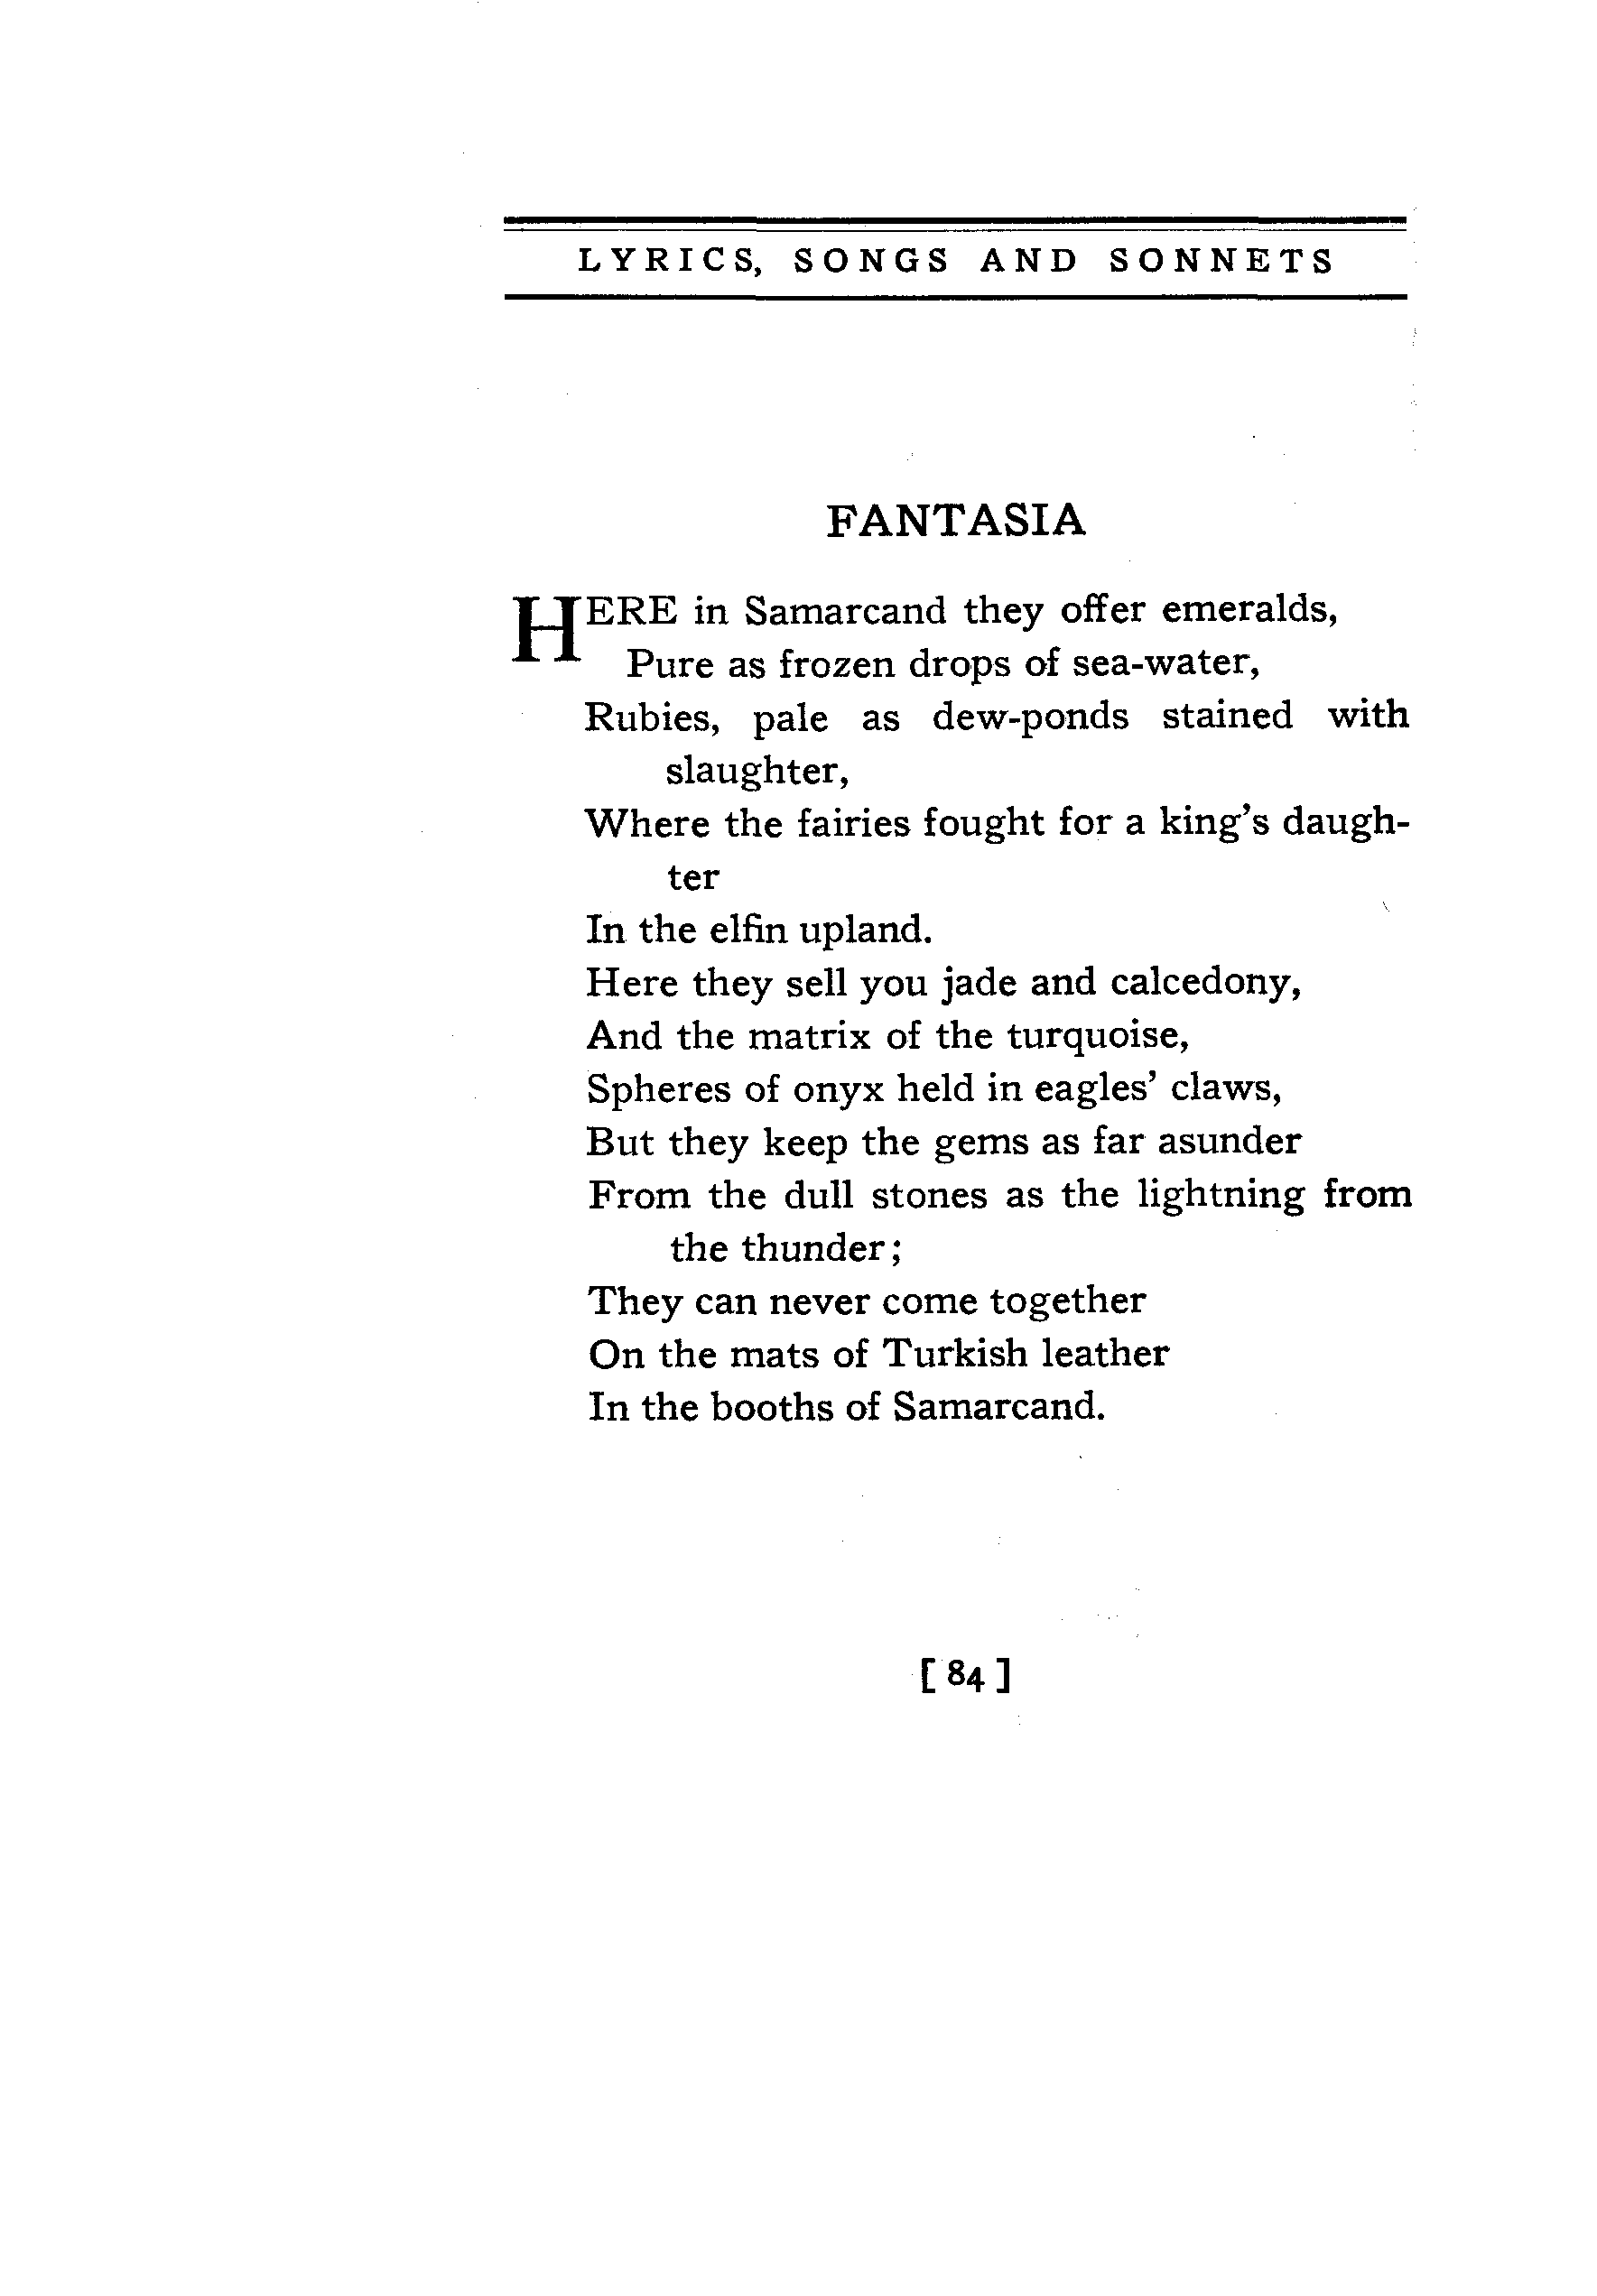 LYRICS, SONGS AND SONNETS
FANTASIA
HERE in Samarcand they offer emeralds,
Pure as frozen drops of sea-water,
Rubies, pale as dew-ponds stained with
slaughter,
Where the fairies fought for a king's daugh-
ter
In the elfin upland.
Here they sell you jade and calcedony,
And the matrix of the turquoise,
Spheres of onyx held in eagles' claws,
But they keep the gems as far asunder
From the dull stones as the lightning from
the thunder;
They can never come together
On the mats of Turkish leather
In the booths of Samarcand.
[ 84 ]